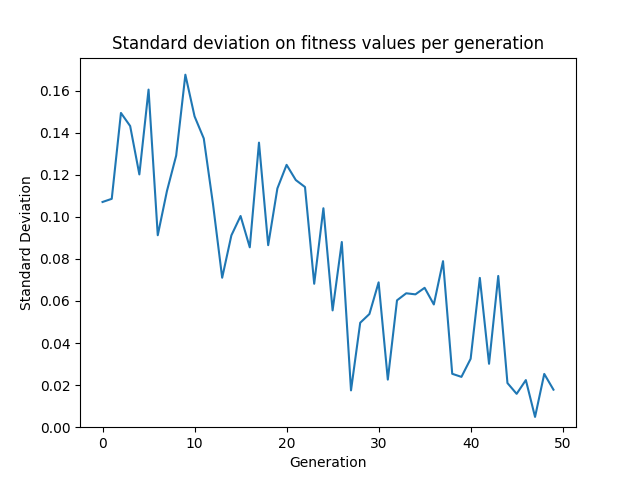 Standard deviation on fitness values per generation
0.16
0.14
0.12
0.10
0.08
0.06
0.04
0.02
0.00
Standard Deviation
0 10 20 30 40 50
Generation